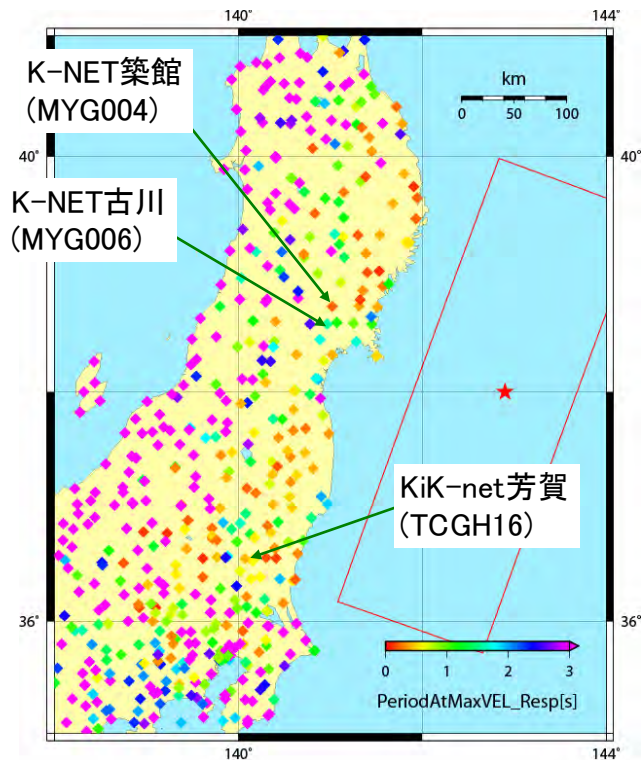 140°
144°
K-NET築館
(MYG004)
km
0 50 100
40°
40°
K-NET古川
(MYG006)
KiK-net芳賀
(TCGH16)
36°
36°
0 1 2 3
PeriodAtMaxVEL_Resp[s]
140°
144°